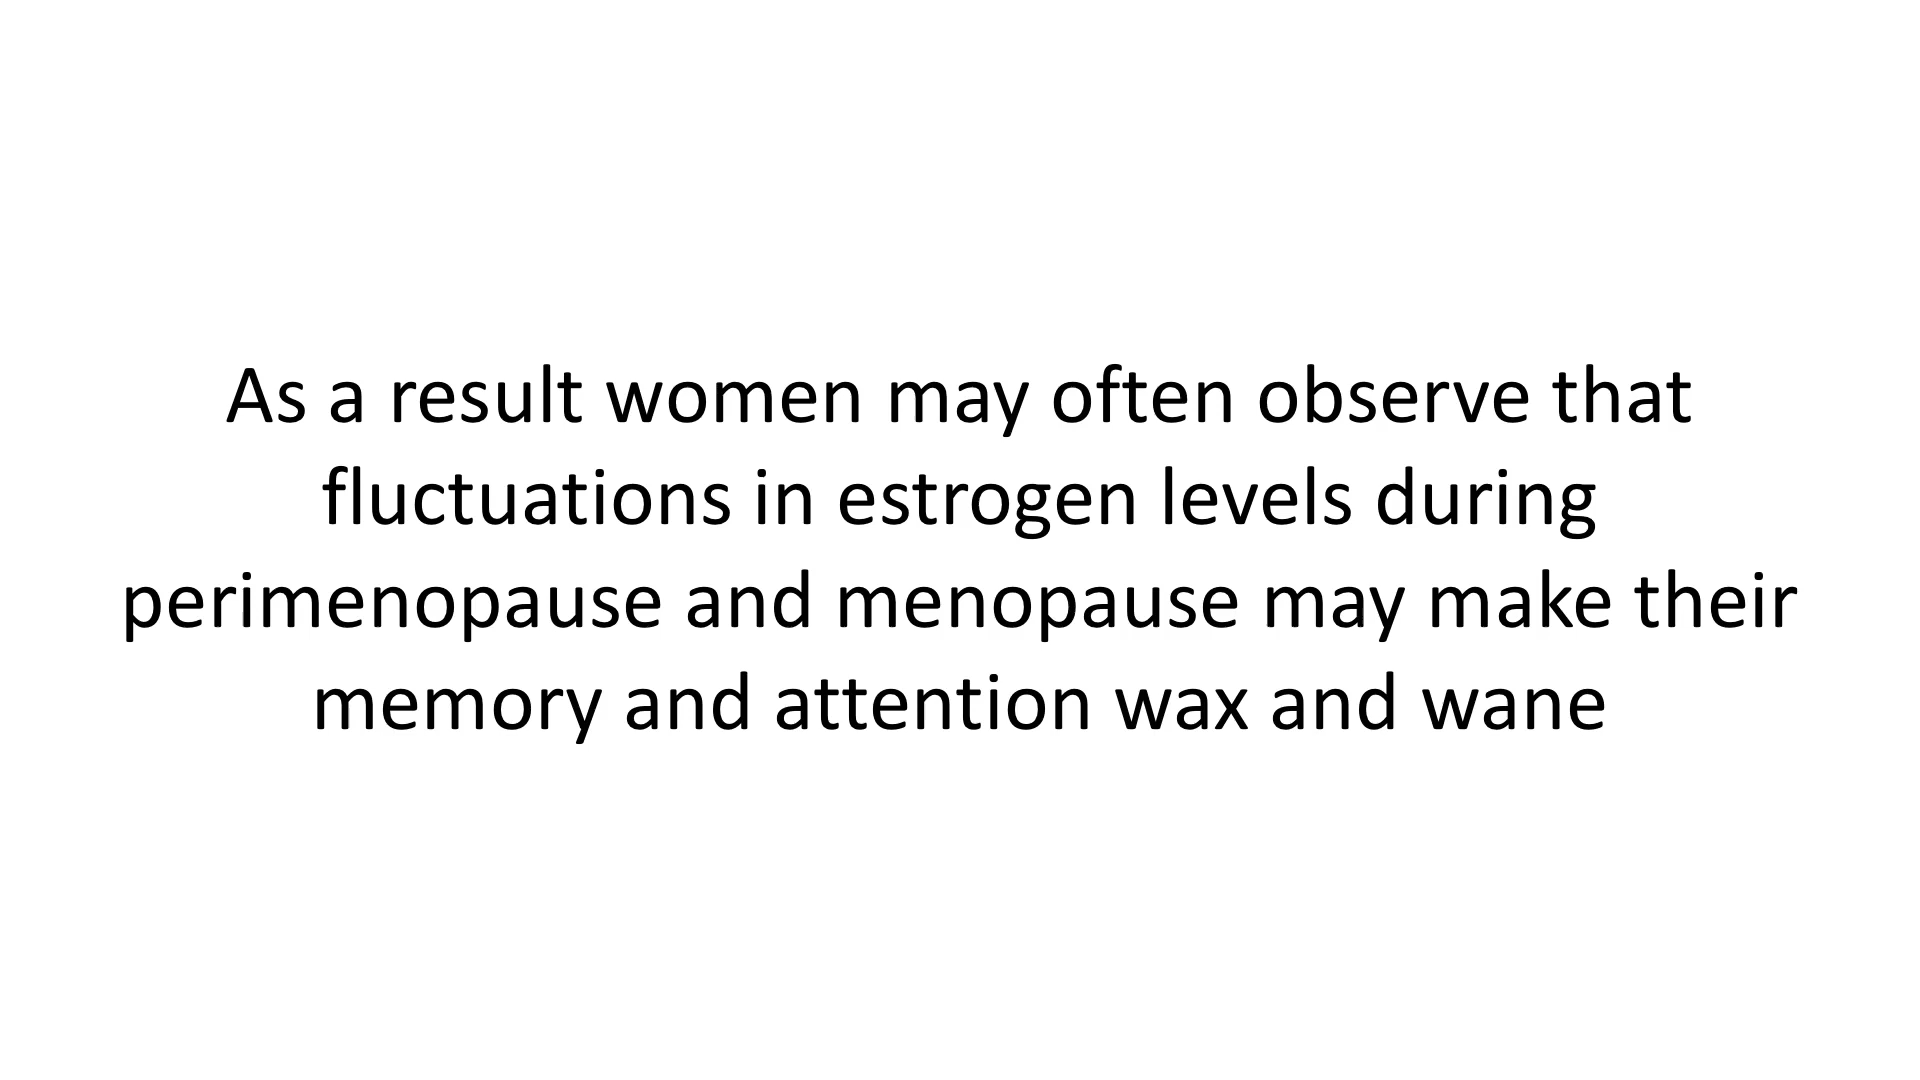 As a result women may often observe that
fluctuations in estrogen levels during
perimenopause and menopause may make their
memory and attention wax and wane